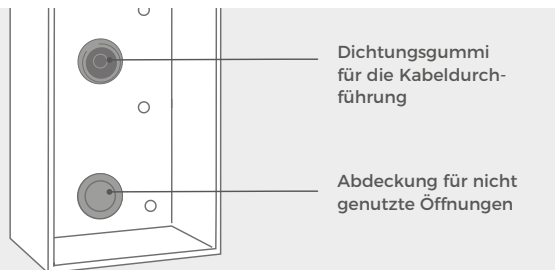 Dichtungsgummi
für die Kabeldurch-
führung
Abdeckung für nicht
genutzte Öffnungen